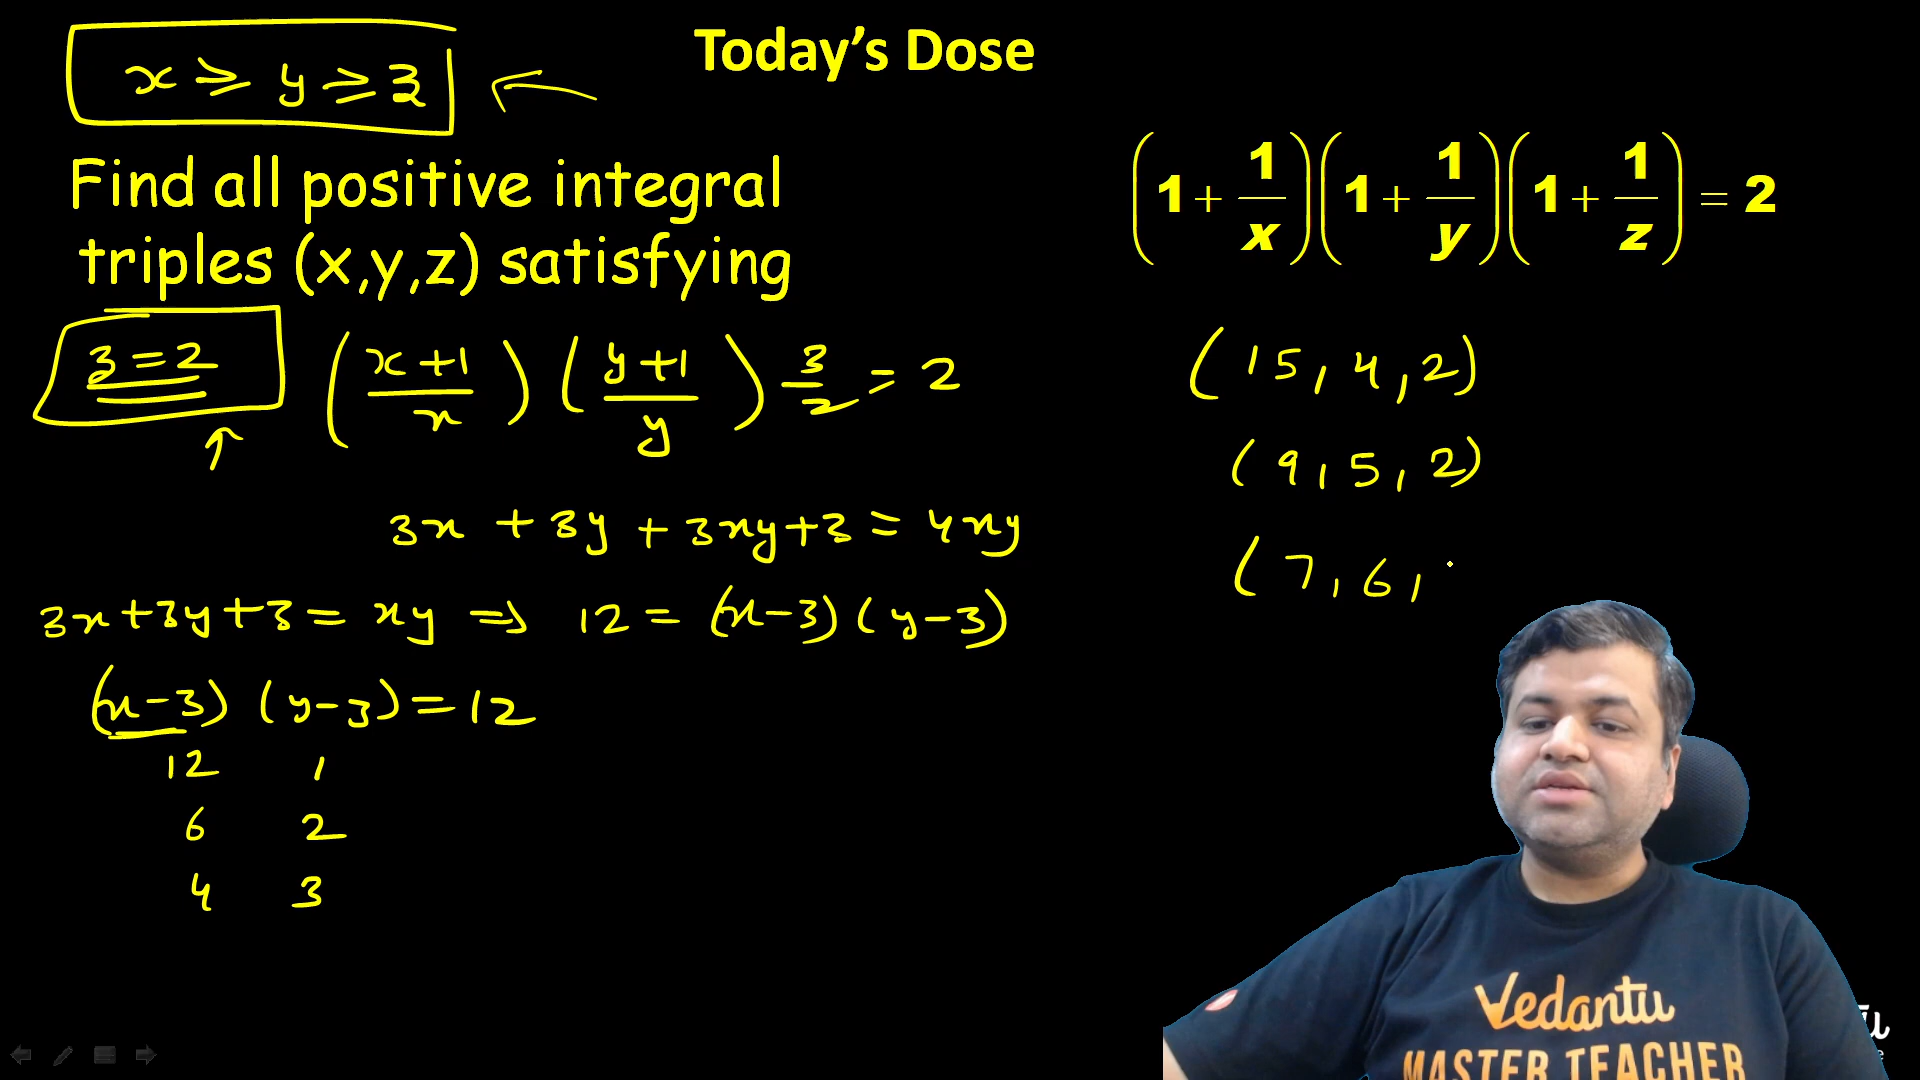 Today's Dose
x ≥ y ≥ z
Find all positive integral
triples (x,y,z) satisfying
(1 + 1/x)(1 + 1/y)(1 + 1/z) = 2
z = 2
((x+1)/x) ((y+1)/y) 3/2 = 2
3x + 3y + 3xy + 3 = 4xy
3x + 3y + 3 = xy ⇒ 12 = (x-3)(y-3)
(x-3) (y-3) = 12
12 1
6 2
4 3
(15, 4, 2)
(9, 5, 2)
(7, 6,
Vedantu
MASTER TEACHER